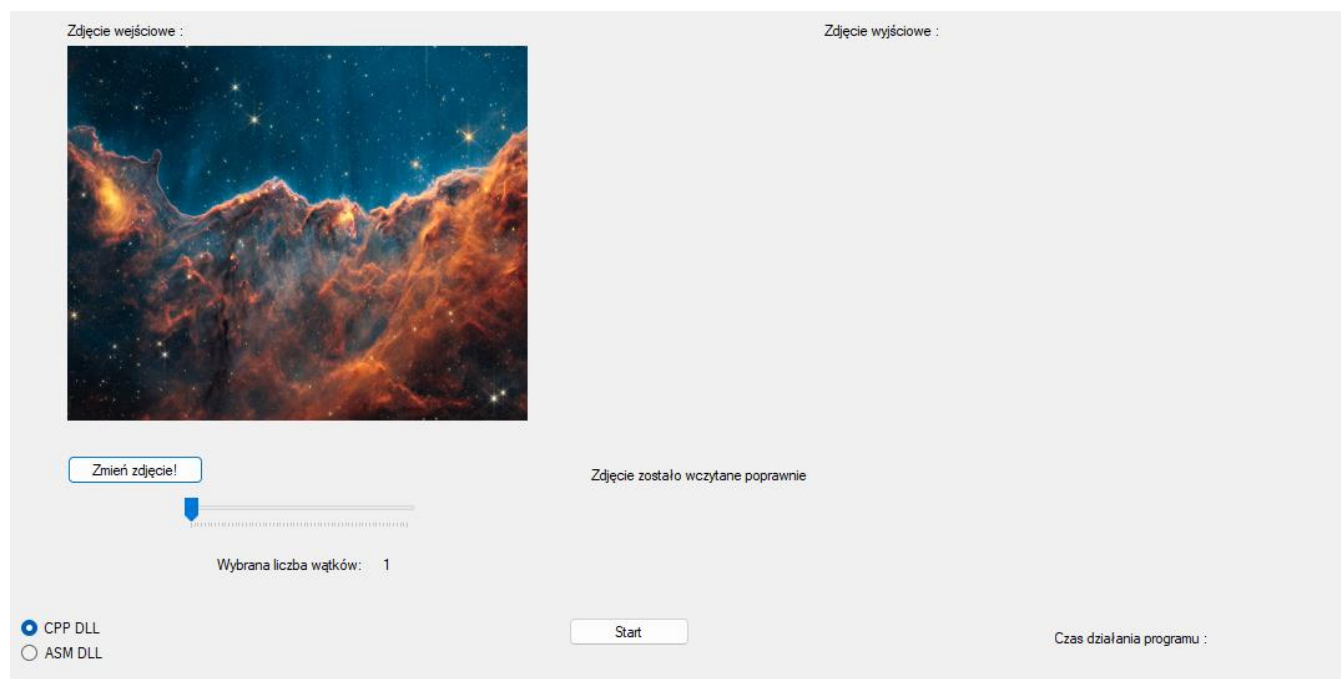 Zdjęcie wejściowe :
Zdjęcie wyjściowe :
Zmień zdjęcie!
Zdjęcie zostało wczytane poprawnie
Wybrana liczba wątków: 1
CPP DLL
Start
Czas działania programu :
ASM DLL